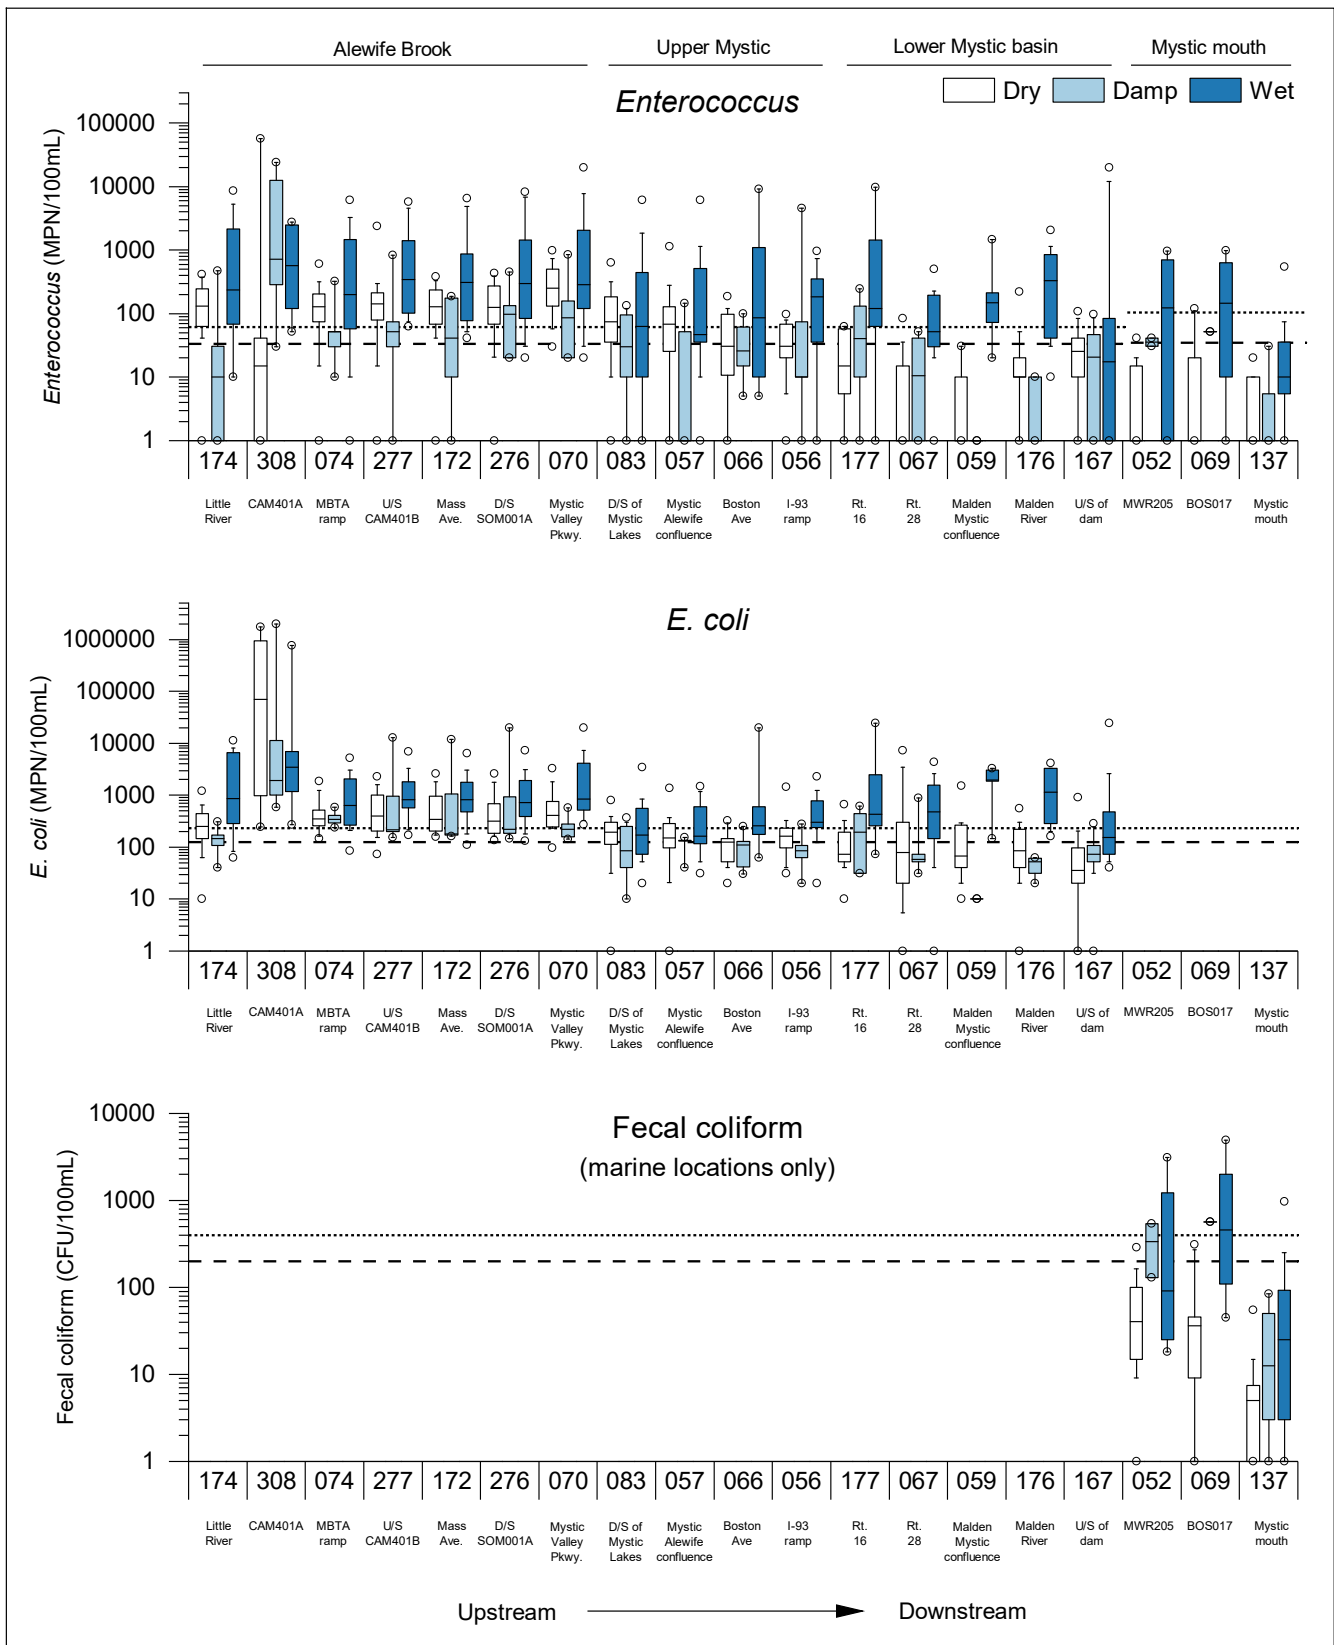 Alewife Brook Upper Mystic Lower Mystic basin Mystic mouth
Dry Damp Wet
Enterococcus
Enterococcus (MPN/100mL)
100000
10000
1000
100
10
1
174 308 074 277 172 276 070 083 057 066 056 177 067 059 176 167 052 069 137
Little CAM401A MBTA U/S Mass D/S Mystic D/S of Mystic Boston I-93 Rt. Rt. Malden Malden U/S of MWR205 BOS017 Mystic
River ramp CAM401B Ave. SOM001A Valley Mystic Alewife Ave ramp 16 28 Mystic River dam mouth
Pkwy. Lakes confluence confluence
E. coli
E. coli (MPN/100mL)
1000000
100000
10000
1000
100
10
1
174 308 074 277 172 276 070 083 057 066 056 177 067 059 176 167 052 069 137
Little CAM401A MBTA U/S Mass D/S Mystic D/S of Mystic Boston I-93 Rt. Rt. Malden Malden U/S of MWR205 BOS017 Mystic
River ramp CAM401B Ave. SOM001A Valley Mystic Alewife Ave ramp 16 28 Mystic River dam mouth
Pkwy. Lakes confluence confluence
Fecal coliform
(marine locations only)
Fecal coliform (CFU/100mL)
10000
1000
100
10
1
174 308 074 277 172 276 070 083 057 066 056 177 067 059 176 167 052 069 137
Little CAM401A MBTA U/S Mass D/S Mystic D/S of Mystic Boston I-93 Rt. Rt. Malden Malden U/S of MWR205 BOS017 Mystic
River ramp CAM401B Ave. SOM001A Valley Mystic Alewife Ave ramp 16 28 Mystic River dam mouth
Pkwy. Lakes confluence confluence
Upstream Downstream